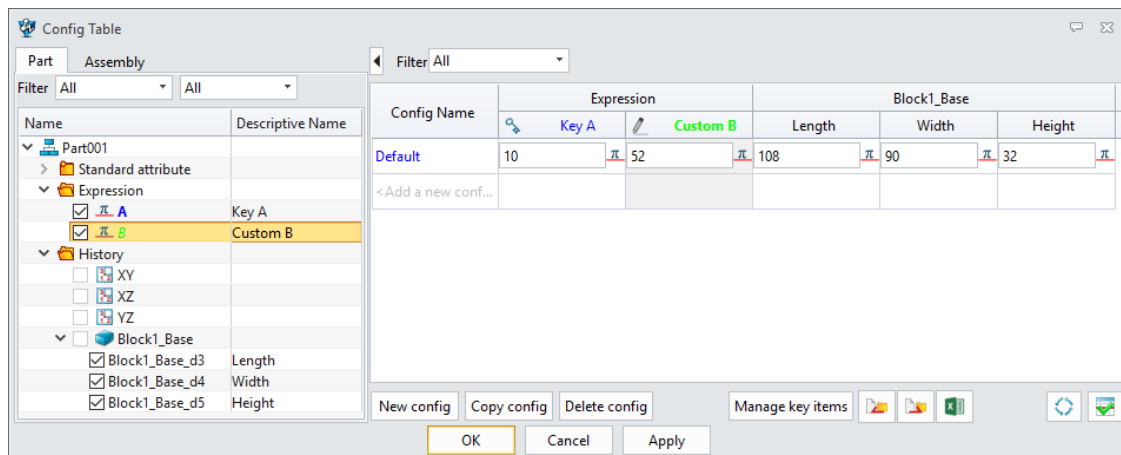 Config Table
Part Assembly
Filter All All
Name Descriptive Name
Part001
Standard attribute
Expression
π A Key A
π B Custom B
History
XY
XZ
YZ
Block1_Base
Block1_Base_d3 Length
Block1_Base_d4 Width
Block1_Base_d5 Height
Filter All
Config Name Expression Block1_Base
Key A Custom B Length Width Height
Default 10 π 52 π 108 π 90 π 32 π
<Add a new conf...
New config Copy config Delete config Manage key items
OK Cancel Apply